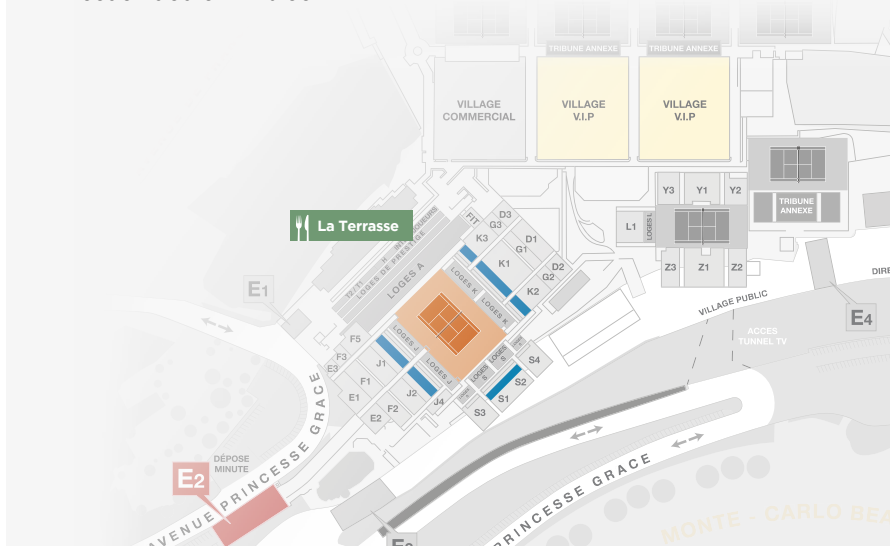 TRIBUNE ANNEXE
TRIBUNE ANNEXE
VILLAGE
COMMERCIAL
VILLAGE
V.I.P
VILLAGE
V.I.P
Y3
Y1
Y2
TRIBUNE
ANNEXE
La Terrasse
FIT
D3
G3
K3
D1
G1
L1
LOGES L
K1
D2
G2
K2
LOGES DE PRESTIGE
LOGES A
LOGES K
LOGES K
Z3
Z1
Z2
E1
VILLAGE PUBLIC
E4
ACCES
TUNNEL TV
F5
F3
E3
J1
LOGES J
LOGES J
LOGES
S
LOGES
S
S4
F1
E1
J2
J4
S2
S1
S3
F2
E2
DÉPOSE
MINUTE
E2
AVENUE PRINCESSE GRACE
PRINCESSE GRACE
MONTE - CARLO BEA